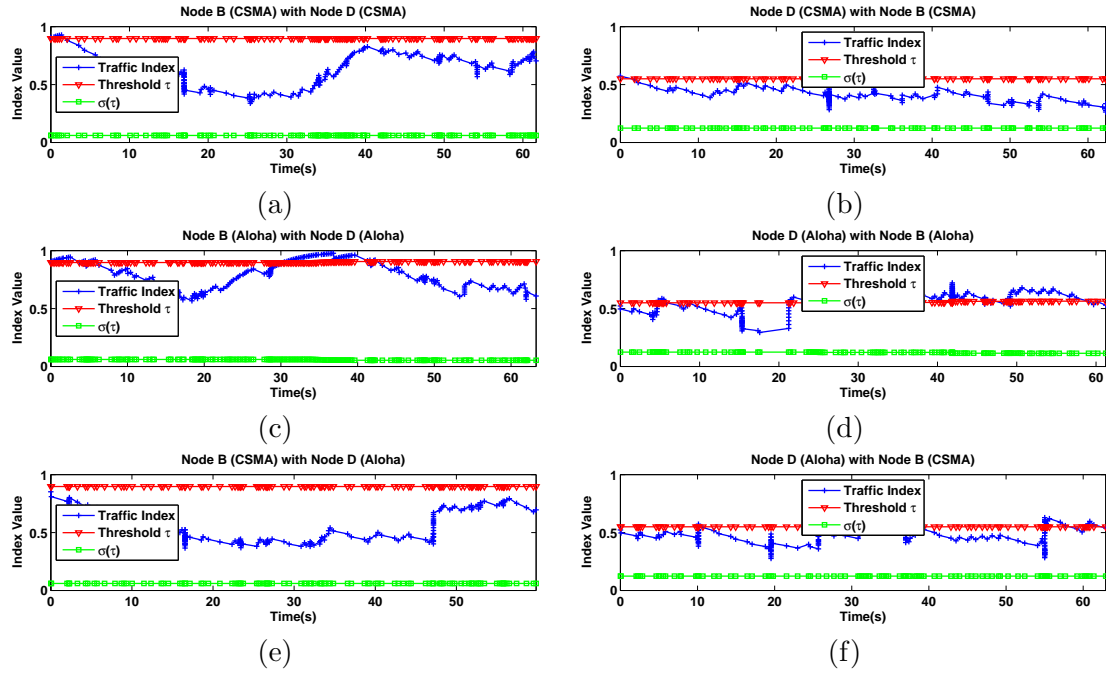 Node B (CSMA) with Node D (CSMA)
Index Value
1
0.5
0
Traffic Index
Threshold τ
σ(τ)
0 10 20 30 40 50 60
Time(s)
(a)
Node D (CSMA) with Node B (CSMA)
Index Value
1
0.5
0
Traffic Index
Threshold τ
σ(τ)
0 10 20 30 40 50 60
Time(s)
(b)
Node B (Aloha) with Node D (Aloha)
Index Value
1
0.5
0
Traffic Index
Threshold τ
σ(τ)
0 10 20 30 40 50 60
Time(s)
(c)
Node D (Aloha) with Node B (Aloha)
Index Value
1
0.5
0
Traffic Index
Threshold τ
σ(τ)
0 10 20 30 40 50 60
Time(s)
(d)
Node B (CSMA) with Node D (Aloha)
Index Value
1
0.5
0
Traffic Index
Threshold τ
σ(τ)
0 10 20 30 40 50
Time(s)
(e)
Node D (Aloha) with Node B (CSMA)
Index Value
1
0.5
0
Traffic Index
Threshold τ
σ(τ)
0 10 20 30 40 50 60
Time(s)
(f)